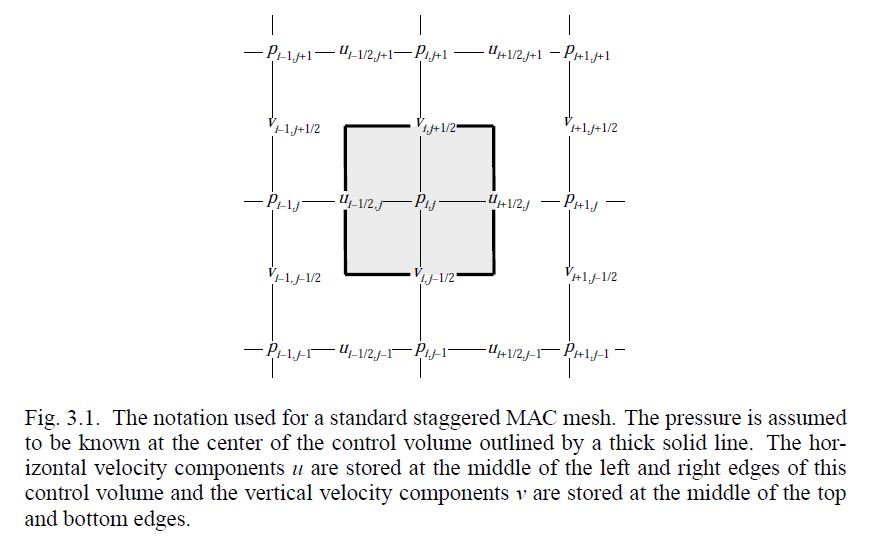 p_{i-1,j+1} u_{i-1/2,j+1} p_{i,j+1} u_{i+1/2,j+1} p_{i+1,j+1}
v_{i-1,j+1/2} v_{i,j+1/2} v_{i+1,j+1/2}
p_{i-1,j} u_{i-1/2,j} p_{i,j} u_{i+1/2,j} p_{i+1,j}
v_{i-1,j-1/2} v_{i,j-1/2} v_{i+1,j-1/2}
p_{i-1,j-1} u_{i-1/2,j-1} p_{i,j-1} u_{i+1/2,j-1} p_{i+1,j-1}
Fig. 3.1. The notation used for a standard staggered MAC mesh. The pressure is assumed
to be known at the center of the control volume outlined by a thick solid line. The hor-
izontal velocity components u are stored at the middle of the left and right edges of this
control volume and the vertical velocity components v are stored at the middle of the top
and bottom edges.